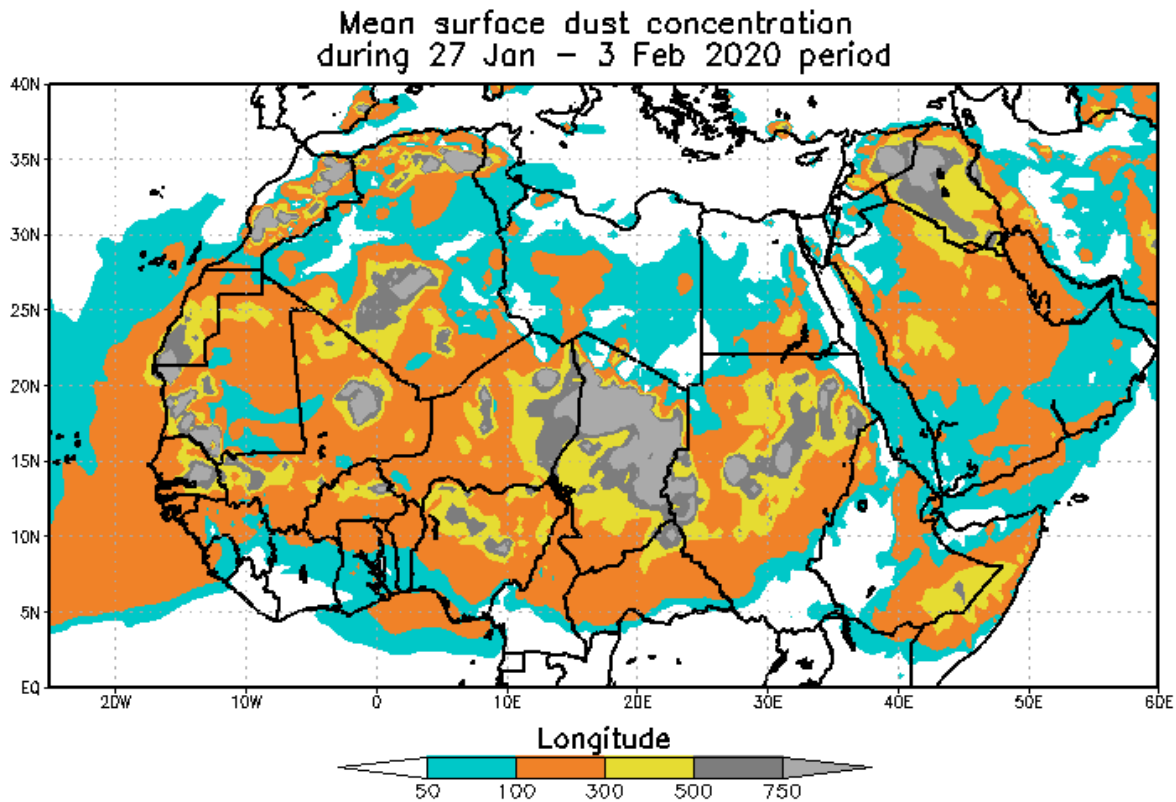 Mean surface dust concentration
during 27 Jan – 3 Feb 2020 period
40N
35N
30N
25N
20N
15N
10N
5N
EQ
20W 10W 0 10E 20E 30E 40E 50E 60E
Longitude
50 100 300 500 750